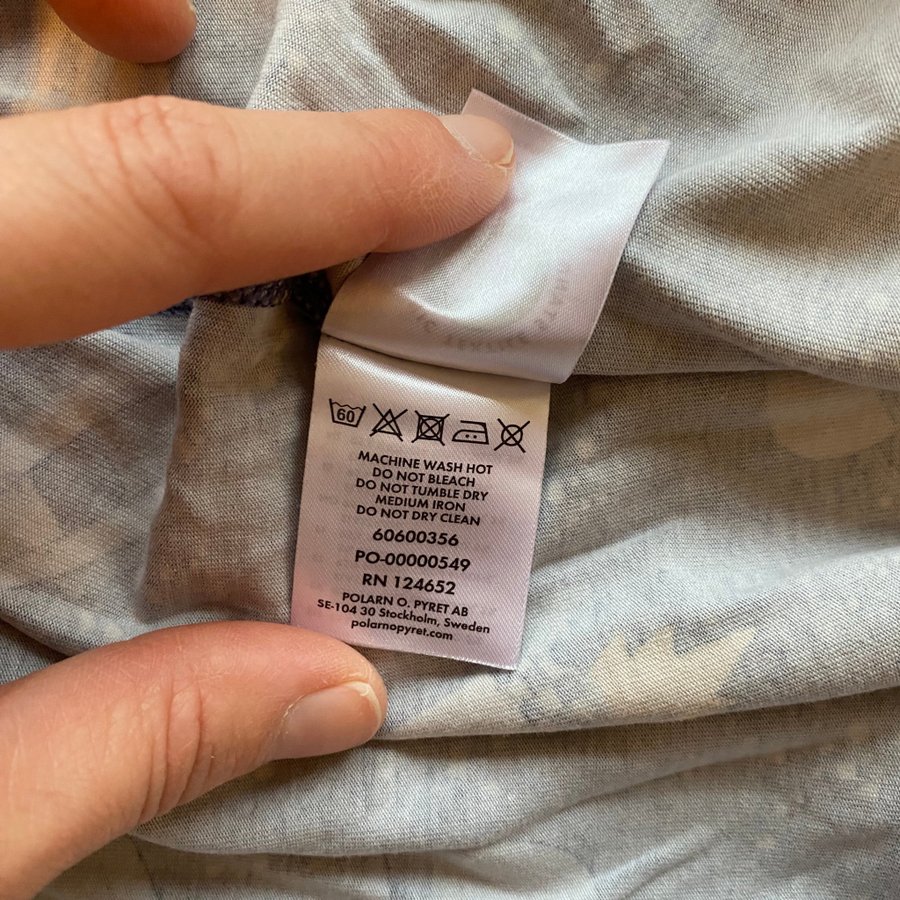 60
MACHINE WASH HOT
DO NOT BLEACH
DO NOT TUMBLE DRY
MEDIUM IRON
DO NOT DRY CLEAN
60600356
PO-00000549
RN 124652
POLARN O. PYRET AB
SE-104 30 Stockholm, Sweden
polarnopyret.com